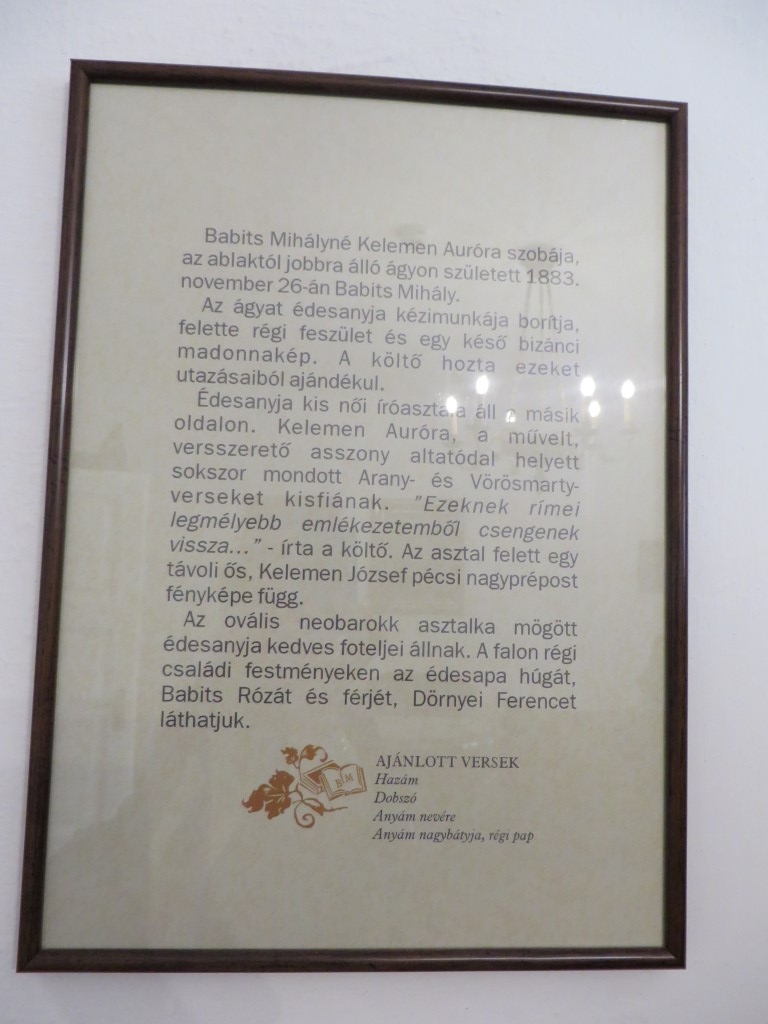 Babits Mihályné Kelemen Auróra szobája,
az ablaktól jobbra álló ágyon született 1883.
november 26-án Babits Mihály.
Az ágyat édesanyja kézimunkája borítja,
felette régi feszület és egy késő bizánci
madonnakép. A költő hozta ezeket
utazásaiból ajándékul.
Édesanyja kis női íróasztala áll a másik
oldalon. Kelemen Auróra, a művelt,
versszerető asszony altatódal helyett
sokszor mondott Arany- és Vörösmarty-
verseket kisfiának. "Ezeknek rímei
legmélyebb emlékezetemből csengenek
vissza..." - írta a költő. Az asztal felett egy
távoli ős, Kelemen József pécsi nagyprépost
fényképe függ.
Az ovális neobarokk asztalka mögött
édesanyja kedves foteljei állnak. A falon régi
családi festményeken az édesapa húgát,
Babits Rózát és férjét, Dörnyei Ferencet
láthatjuk.
AJÁNLOTT VERSEK
Hazám
Dobszó
Anyám nevére
Anyám nagybátyja, régi pap
B M